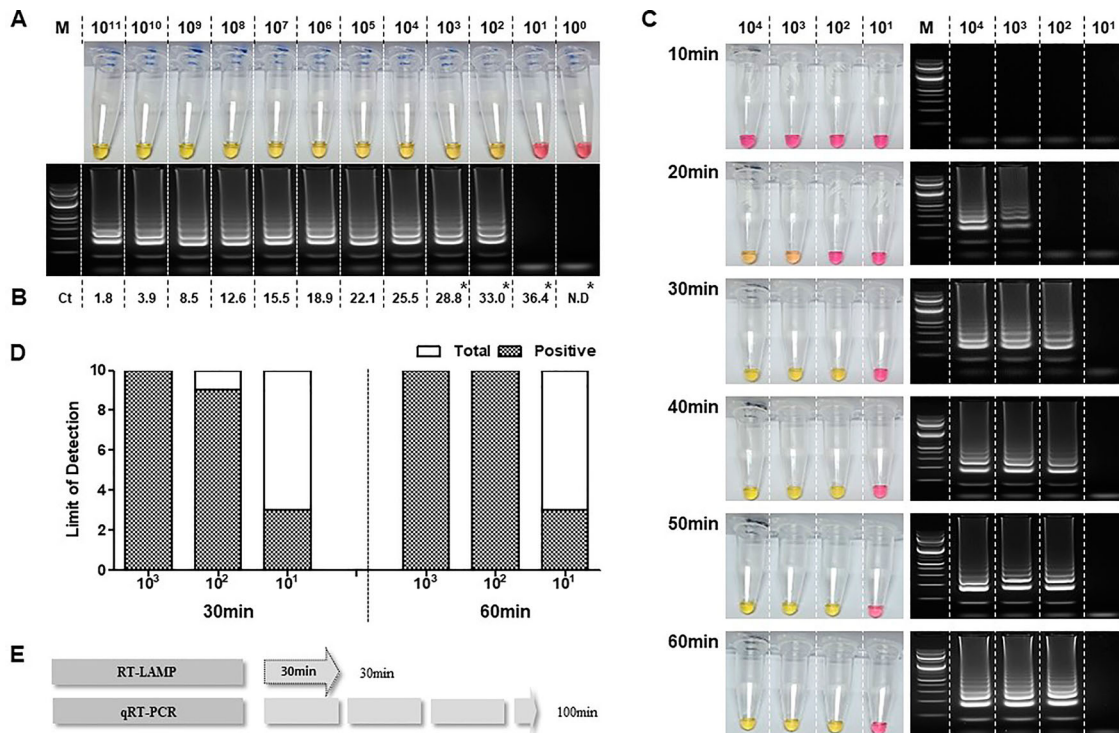 A
M 10¹¹ 10¹⁰ 10⁹ 10⁸ 10⁷ 10⁶ 10⁵ 10⁴ 10³ 10² 10¹ 10⁰
B
Ct 1.8 3.9 8.5 12.6 15.5 18.9 22.1 25.5 28.8* 33.0* 36.4* N.D*
C
10⁴ 10³ 10² 10¹ M 10⁴ 10³ 10² 10¹
10min
20min
30min
40min
50min
60min
D
Total Positive
Limit of Detection
10
8
6
4
2
0
10³ 10² 10¹ 10³ 10² 10¹
30min 60min
E
RT-LAMP 30min 30min
qRT-PCR 100min